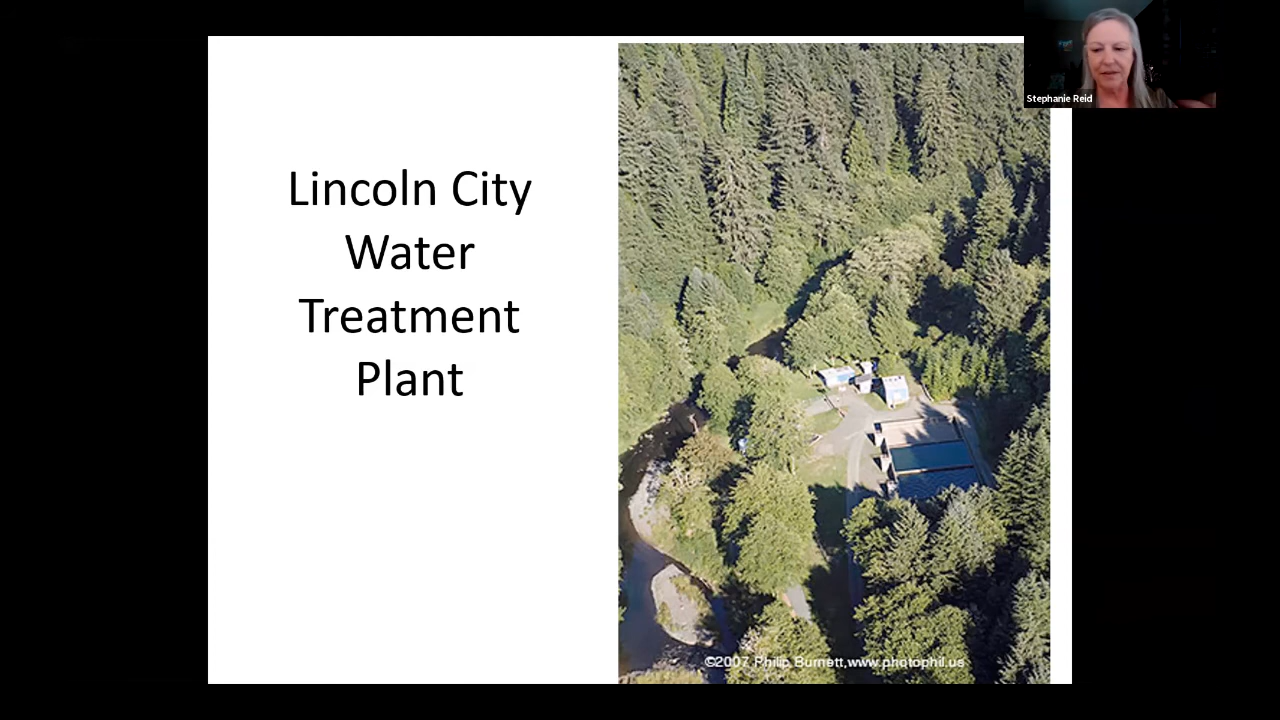 Lincoln City
Water
Treatment
Plant
Stephanie Reid
©2007 Philip Burnett,www.photophil.us